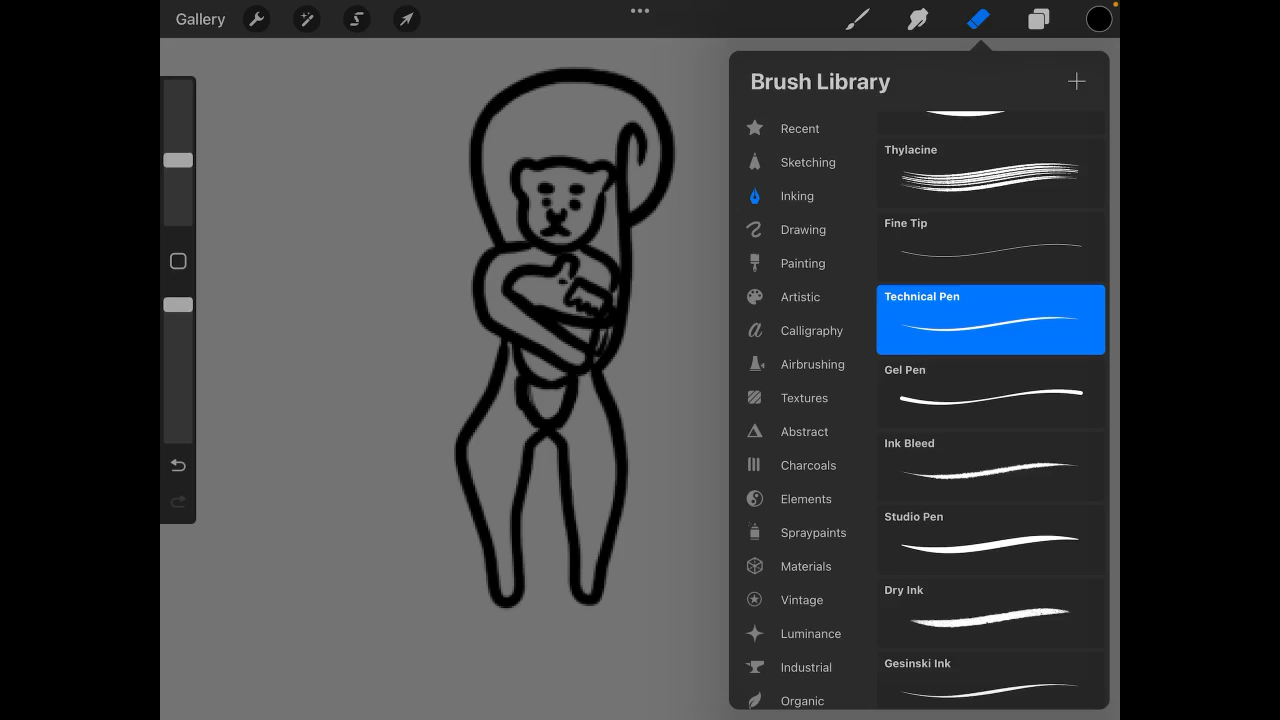 Gallery
Brush Library
Recent
Sketching
Inking
Drawing
Painting
Artistic
Calligraphy
Airbrushing
Textures
Abstract
Charcoals
Elements
Spraypaints
Materials
Vintage
Luminance
Industrial
Organic
Thylacine
Fine Tip
Technical Pen
Gel Pen
Ink Bleed
Studio Pen
Dry Ink
Gesinski Ink